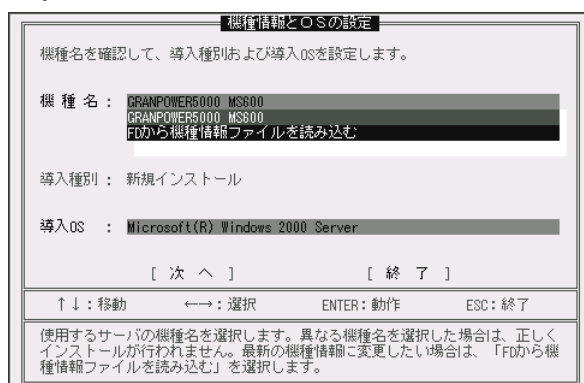 機種情報とOSの設定
機種名を確認して、導入種別および導入OSを設定します。
機 種 名 : GRANPOWER5000 MS600
GRANPOWER5000 MS600
FDから機種情報ファイルを読み込む
導入種別 : 新規インストール
導入OS : Microsoft(R) Windows 2000 Server
[ 次 へ ] [ 終 了 ]
↑↓:移動 ←→:選択 ENTER:動作 ESC:終了
使用するサーバの機種名を選択します。異なる機種名を選択した場合は、正しく
インストールが行われません。最新の機種情報に変更したい場合は、「FDから機
種情報ファイルを読み込む」を選択します。